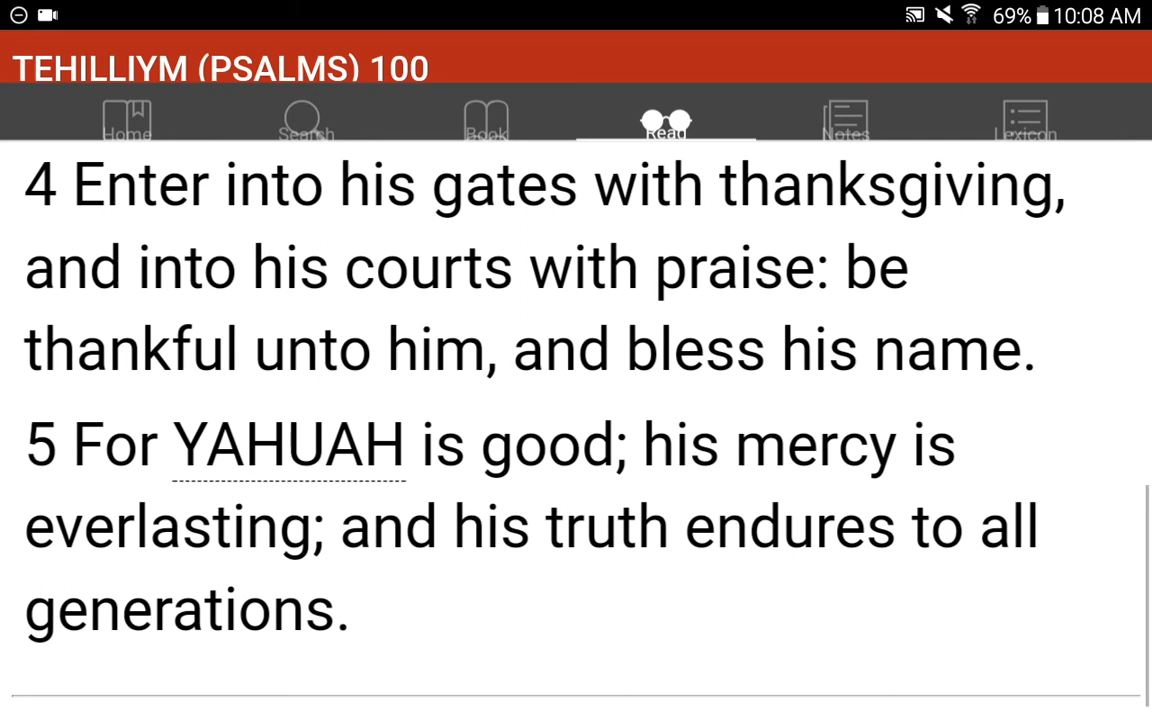 69% 10:08 AM
TEHILLIYM (PSALMS) 100
Home Search Book Read Notes Lexicon
4 Enter into his gates with thanksgiving,
and into his courts with praise: be
thankful unto him, and bless his name.
5 For YAHUAH is good; his mercy is
everlasting; and his truth endures to all
generations.